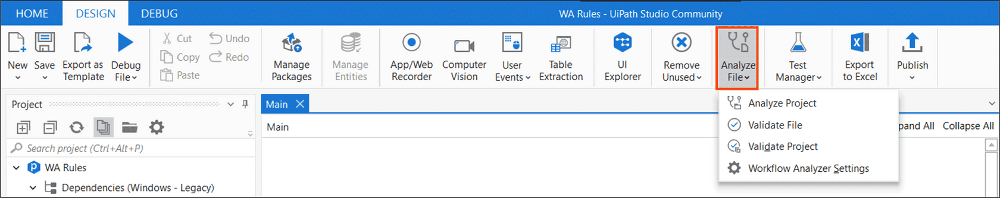 HOME DESIGN DEBUG WA Rules - UiPath Studio Community
New Save Export as Template Debug File Cut Copy Paste Undo Redo Manage Packages Manage Entities App/Web Recorder Computer Vision User Events Table Extraction UI Explorer Remove Unused Analyze File Test Manager Export to Excel Publish
Project
Main
Analyze Project
Main
Validate File
pand All Collapse All
Search project (Ctrl+Alt+P)
Validate Project
WA Rules
Workflow Analyzer Settings
Dependencies (Windows - Legacy)